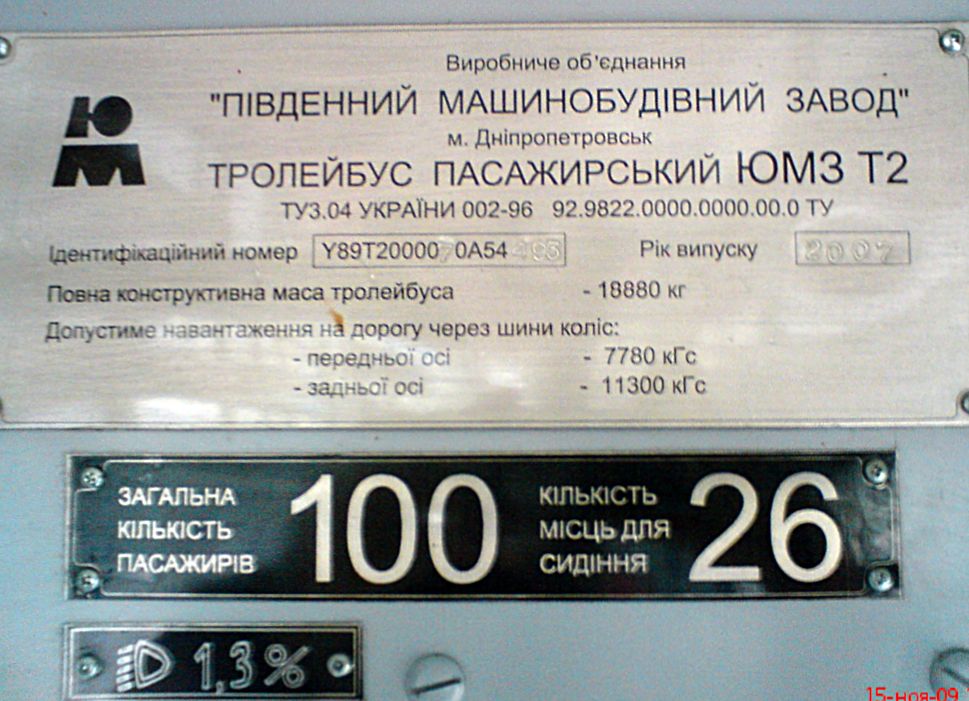 Виробниче об'єднання
"ПІВДЕННИЙ МАШИНОБУДІВНИЙ ЗАВОД"
м. Дніпропетровськ
ТРОЛЕЙБУС ПАСАЖИРСЬКИЙ ЮМЗ Т2
ТУ3.04 УКРАЇНИ 002-96 92.9822.0000.0000.00.0 ТУ
Ідентифікаційний номер Рік випуску 2007
Повна конструктивна маса тролейбуса - 18880 кг
Допустиме навантаження на дорогу через шини коліс:
- передньої осі - 7780 кГс
- задньої осі - 11300 кГс
ЗАГАЛЬНА
КІЛЬКІСТЬ
ПАСАЖИРІВ
100
КІЛЬКІСТЬ
МІСЦЬ ДЛЯ
СИДІННЯ
26
1,3%
15-ноя-09